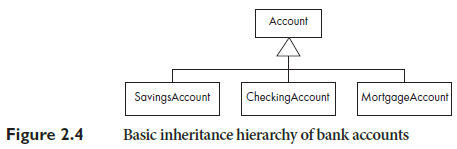 Account
SavingsAccount CheckingAccount MortgageAccount
Figure 2.4 Basic inheritance hierarchy of bank accounts